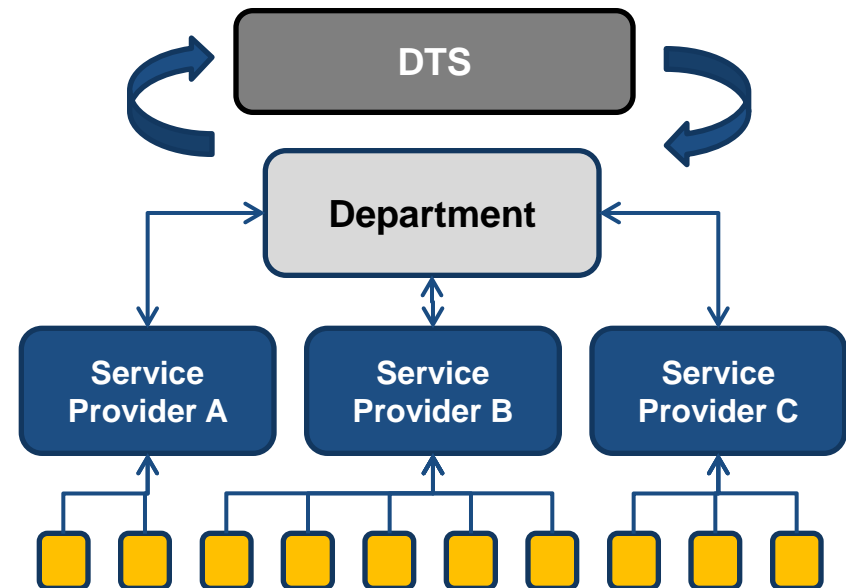 DTS
Department
Service
Provider A
Service
Provider B
Service
Provider C